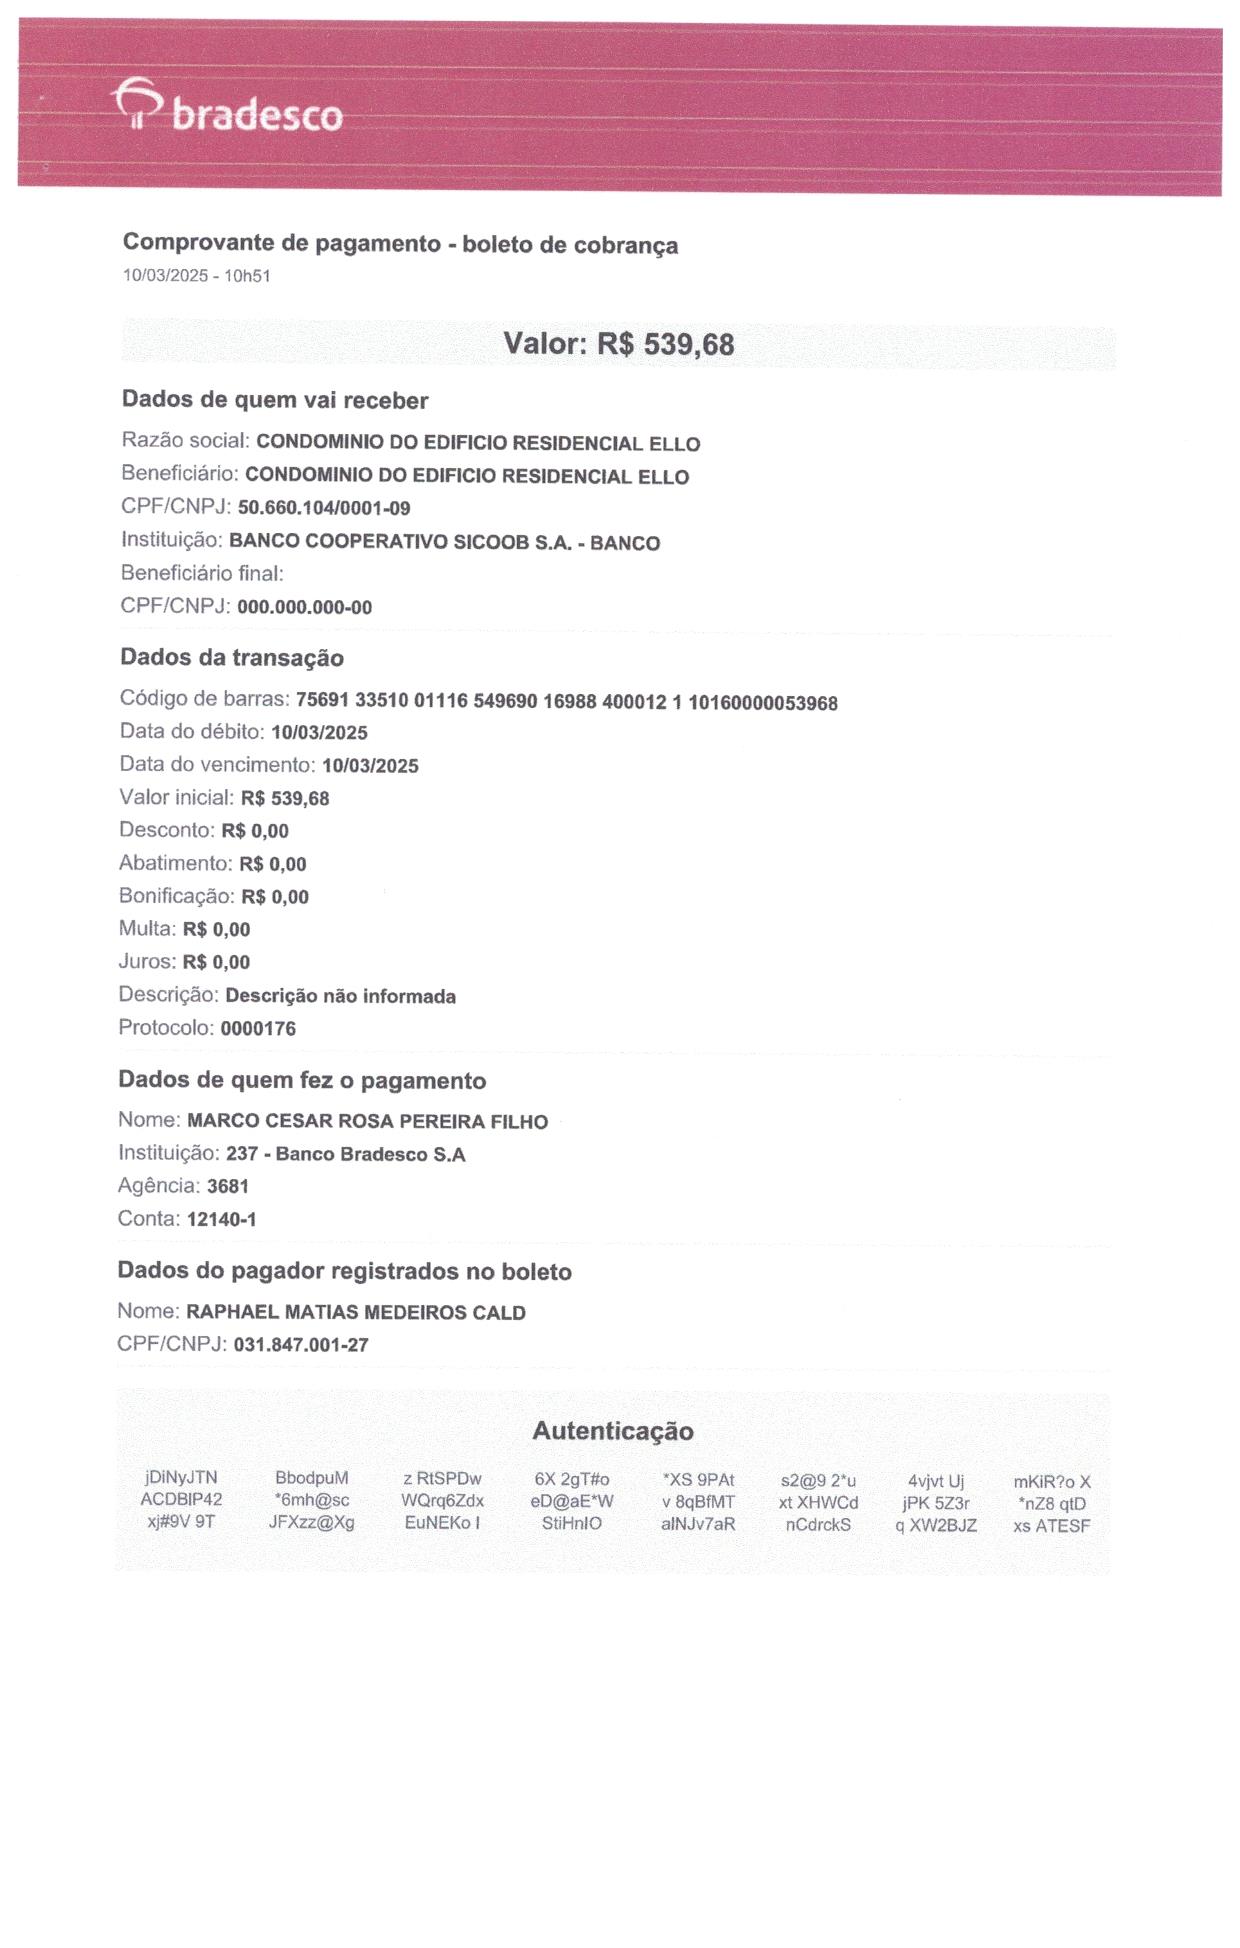 bradesco
Comprovante de pagamento - boleto de cobrança
10/03/2025 - 10h51
Valor: R$ 539,68
Dados de quem vai receber
Razão social: CONDOMINIO DO EDIFICIO RESIDENCIAL ELLO
Beneficiário: CONDOMINIO DO EDIFICIO RESIDENCIAL ELLO
CPF/CNPJ: 50.660.104/0001-09
Instituição: BANCO COOPERATIVO SICOOB S.A. - BANCO
Beneficiário final:
CPF/CNPJ: 000.000.000-00
Dados da transação
Código de barras: 75691 33510 01116 549690 16988 400012 1 10160000053968
Data do débito: 10/03/2025
Data do vencimento: 10/03/2025
Valor inicial: R$ 539,68
Desconto: R$ 0,00
Abatimento: R$ 0,00
Bonificação: R$ 0,00
Multa: R$ 0,00
Juros: R$ 0,00
Descrição: Descrição não informada
Protocolo: 0000176
Dados de quem fez o pagamento
Nome: MARCO CESAR ROSA PEREIRA FILHO
Instituição: 237 - Banco Bradesco S.A
Agência: 3681
Conta: 12140-1
Dados do pagador registrados no boleto
Nome: RAPHAEL MATIAS MEDEIROS CALD
CPF/CNPJ: 031.847.001-27
Autenticação
jDiNyJTN BbodpuM z RtSPDw 6X 2gT#o *XS 9PAt s2@9 2*u 4vjvt Uj mKiR?o X
ACDBIP42 *6mh@sc WQrq6Zdx eD@aE*W v 8qBfMT xt XHWCd jPK 5Z3r *nZ8 qtD
xj#9V 9T JFXzz@Xg EuNEKo I StiHnIO aINJv7aR nCdrckS q XW2BJZ xs ATESF